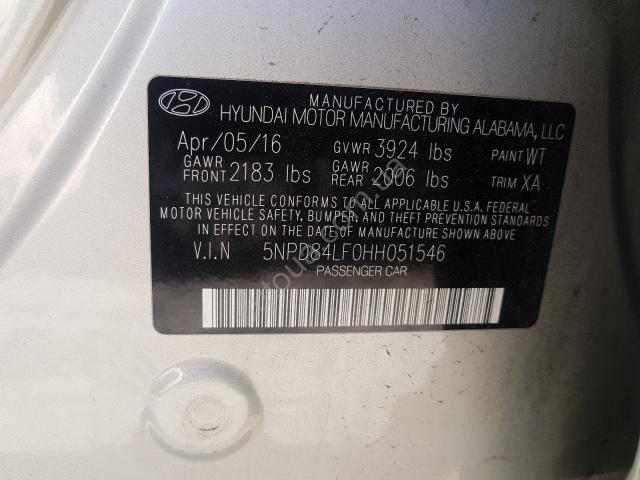 MANUFACTURED BY
HYUNDAI MOTOR MANUFACTURING ALABAMA, LLC
Apr/05/16 GVWR 3924 lbs PAINT WT
GAWR FRONT 2183 lbs GAWR REAR 2006 lbs TRIM XA
THIS VEHICLE CONFORMS TO ALL APPLICABLE U.S.A. FEDERAL
MOTOR VEHICLE SAFETY, BUMPER, AND THEFT PREVENTION STANDARDS
IN EFFECT ON THE DATE OF MANUFACTURE SHOWN ABOVE.
V.I.N 5NPD84LF0HH051546
PASSENGER CAR